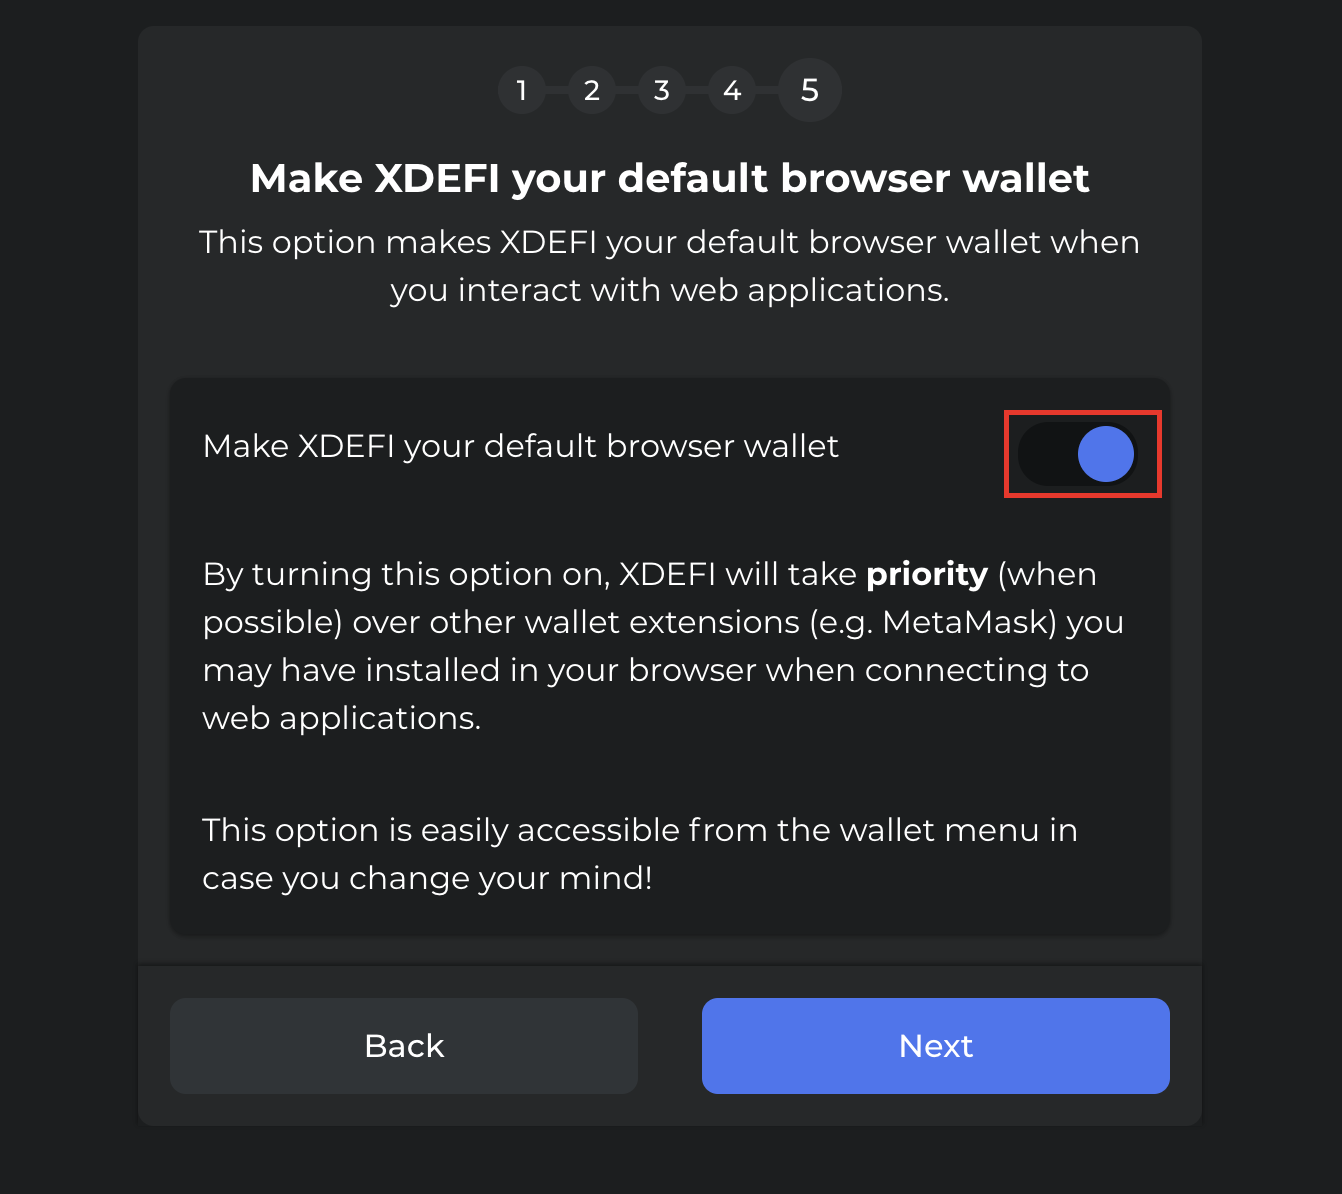 1 2 3 4 5
Make XDEFI your default browser wallet
This option makes XDEFI your default browser wallet when
you interact with web applications.
Make XDEFI your default browser wallet
By turning this option on, XDEFI will take priority (when
possible) over other wallet extensions (e.g. MetaMask) you
may have installed in your browser when connecting to
web applications.
This option is easily accessible from the wallet menu in
case you change your mind!
Back
Next